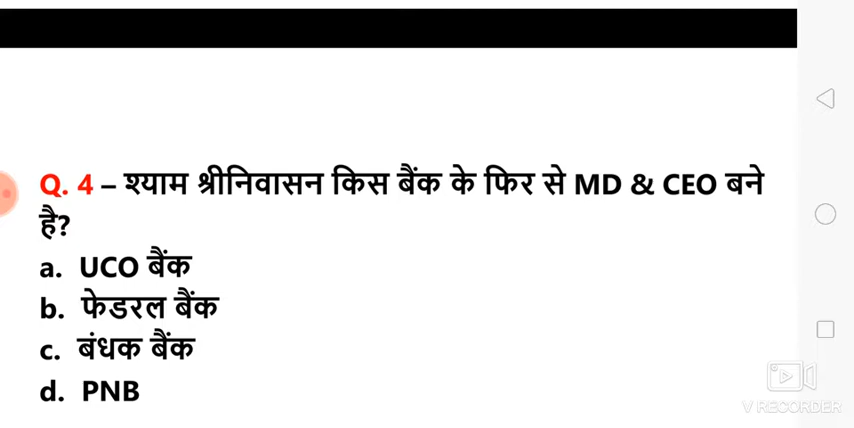 Q. 4 – श्याम श्रीनिवासन किस बैंक के फिर से MD & CEO बने
है?
a. UCO बैंक
b. फेडरल बैंक
c. बंधक बैंक
d. PNB
V RECORDER